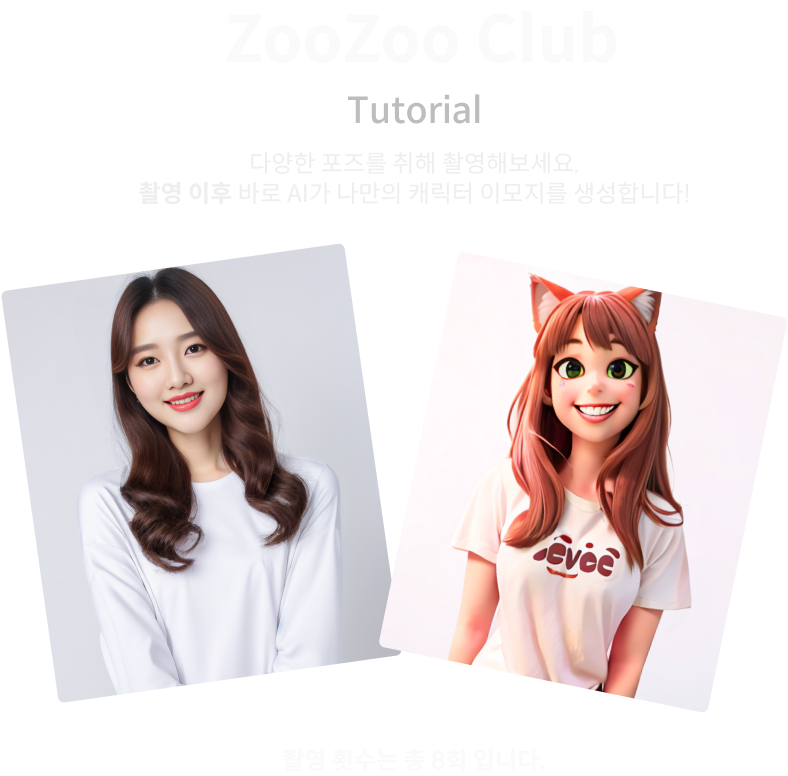 ZooZoo Club
Tutorial
다양한 포즈를 취해 촬영해보세요.
촬영 이후 바로 AI가 나만의 캐릭터 이모지를 생성합니다!
촬영 횟수는 총 8회 입니다.